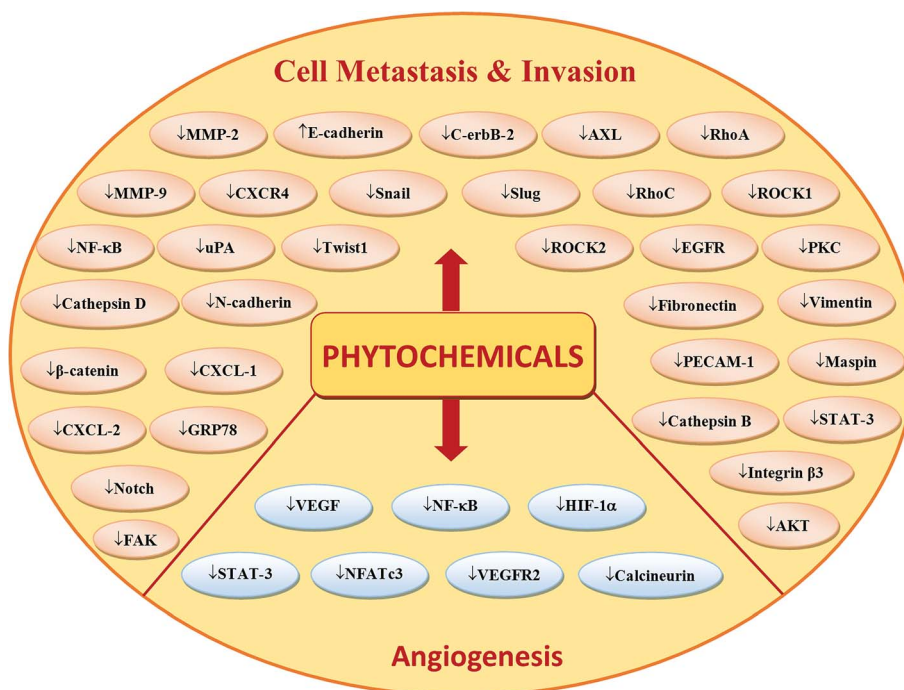 Cell Metastasis & Invasion
↓MMP-2
↑E-cadherin
↓C-erbB-2
↓AXL
↓RhoA
↓MMP-9
↓CXCR4
↓Snail
↓Slug
↓RhoC
↓ROCK1
↓NF-κB
↓uPA
↓Twist1
↓ROCK2
↓EGFR
↓PKC
↓Cathepsin D
↓N-cadherin
↓Fibronectin
↓Vimentin
PHYTOCHEMICALS
↓β-catenin
↓CXCL-1
↓PECAM-1
↓Maspin
↓CXCL-2
↓GRP78
↓Cathepsin B
↓STAT-3
↓Notch
↓Integrin β3
↓FAK
↓AKT
↓VEGF
↓NF-κB
↓HIF-1α
↓STAT-3
↓NFATc3
↓VEGFR2
↓Calcineurin
Angiogenesis